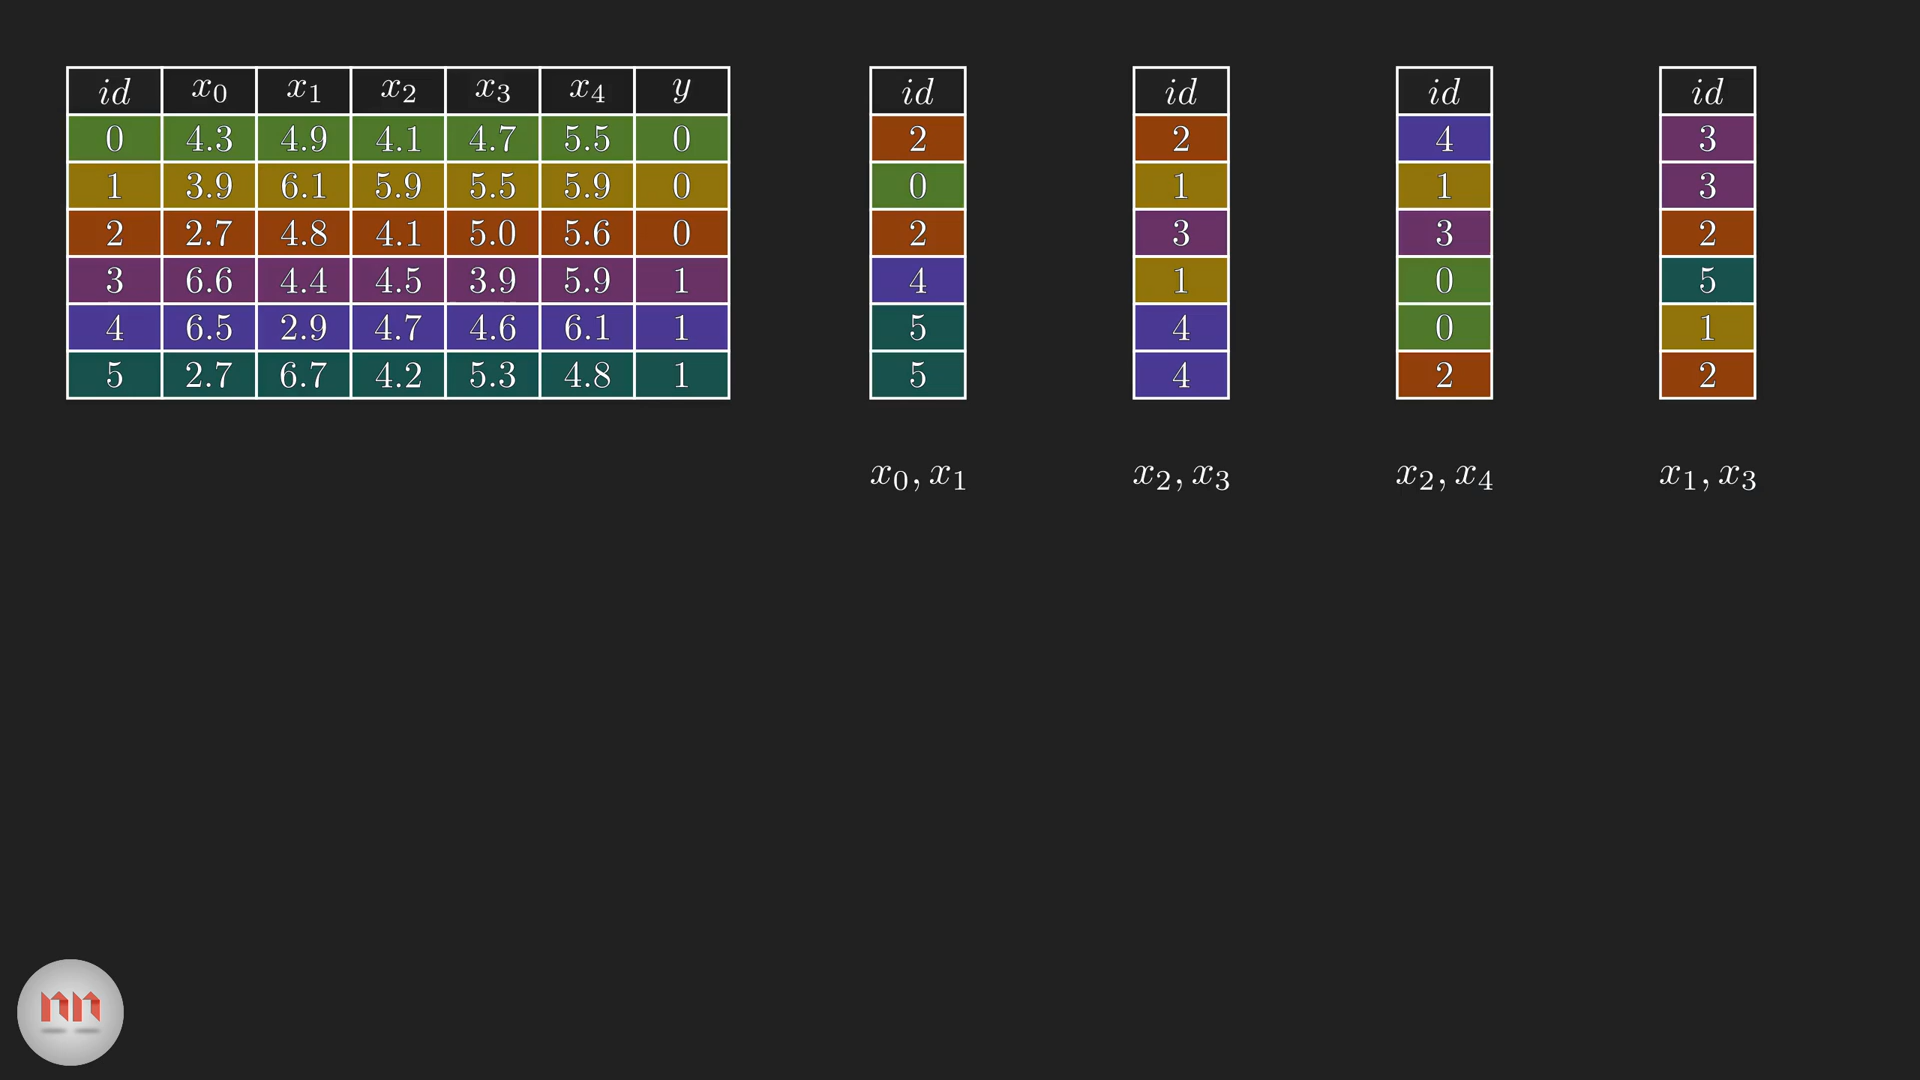 id x₀ x₁ x₂ x₃ x₄ y
0 4.3 4.9 4.1 4.7 5.5 0
1 3.9 6.1 5.9 5.5 5.9 0
2 2.7 4.8 4.1 5.0 5.6 0
3 6.6 4.4 4.5 3.9 5.9 1
4 6.5 2.9 4.7 4.6 6.1 1
5 2.7 6.7 4.2 5.3 4.8 1
id
2
0
2
4
5
5
x₀, x₁
id
2
1
3
1
4
4
x₂, x₃
id
4
1
3
0
0
2
x₂, x₄
id
3
3
2
5
1
2
x₁, x₃
nn